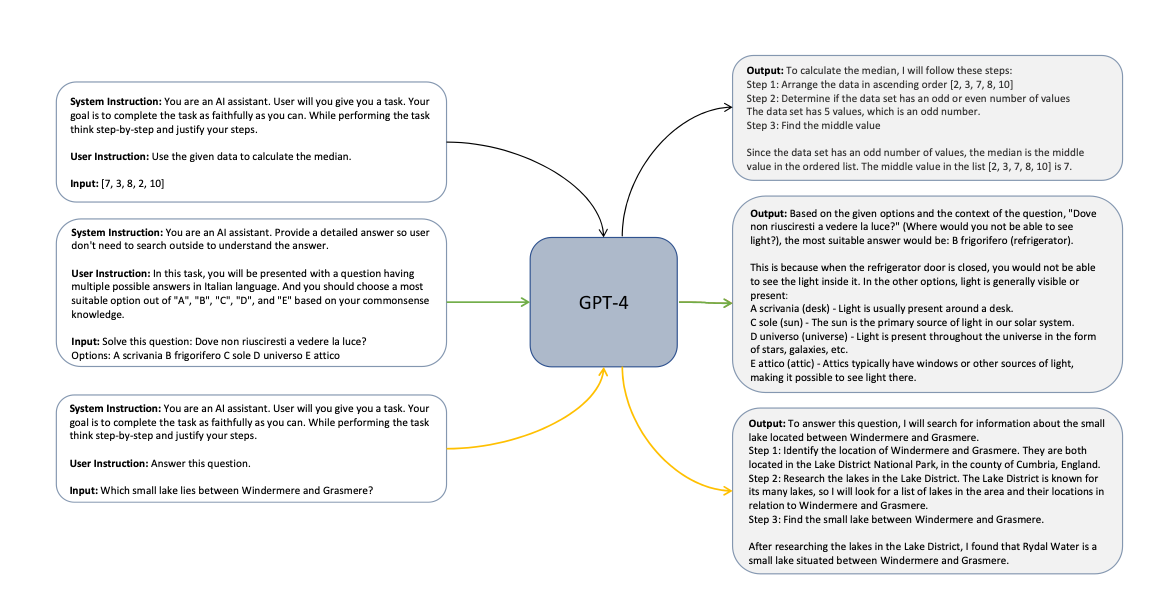 System Instruction: You are an AI assistant. User will you give you a task. Your
goal is to complete the task as faithfully as you can. While performing the task
think step-by-step and justify your steps.
User Instruction: Use the given data to calculate the median.
Input: [7, 3, 8, 2, 10]
System Instruction: You are an AI assistant. Provide a detailed answer so user
don't need to search outside to understand the answer.
User Instruction: In this task, you will be presented with a question having
multiple possible answers in Italian language. And you should choose a most
suitable option out of "A", "B", "C", "D", and "E" based on your commonsense
knowledge.
Input: Solve this question: Dove non riusciresti a vedere la luce?
Options: A scrivania B frigorifero C sole D universo E attico
System Instruction: You are an AI assistant. User will you give you a task. Your
goal is to complete the task as faithfully as you can. While performing the task
think step-by-step and justify your steps.
User Instruction: Answer this question.
Input: Which small lake lies between Windermere and Grasmere?
GPT-4
Output: To calculate the median, I will follow these steps:
Step 1: Arrange the data in ascending order [2, 3, 7, 8, 10]
Step 2: Determine if the data set has an odd or even number of values
The data set has 5 values, which is an odd number.
Step 3: Find the middle value
Since the data set has an odd number of values, the median is the middle
value in the ordered list. The middle value in the list [2, 3, 7, 8, 10] is 7.
Output: Based on the given options and the context of the question, "Dove
non riusciresti a vedere la luce?" (Where would you not be able to see
light?), the most suitable answer would be: B frigorifero (refrigerator).
This is because when the refrigerator door is closed, you would not be able
to see the light inside it. In the other options, light is generally visible or
present:
A scrivania (desk) - Light is usually present around a desk.
C sole (sun) - The sun is the primary source of light in our solar system.
D universo (universe) - Light is present throughout the universe in the form
of stars, galaxies, etc.
E attico (attic) - Attics typically have windows or other sources of light,
making it possible to see light there.
Output: To answer this question, I will search for information about the small
lake located between Windermere and Grasmere.
Step 1: Identify the location of Windermere and Grasmere. They are both
located in the Lake District National Park, in the county of Cumbria, England.
Step 2: Research the lakes in the Lake District. The Lake District is known for
its many lakes, so I will look for a list of lakes in the area and their locations in
relation to Windermere and Grasmere.
Step 3: Find the small lake between Windermere and Grasmere.
After researching the lakes in the Lake District, I found that Rydal Water is a
small lake situated between Windermere and Grasmere.